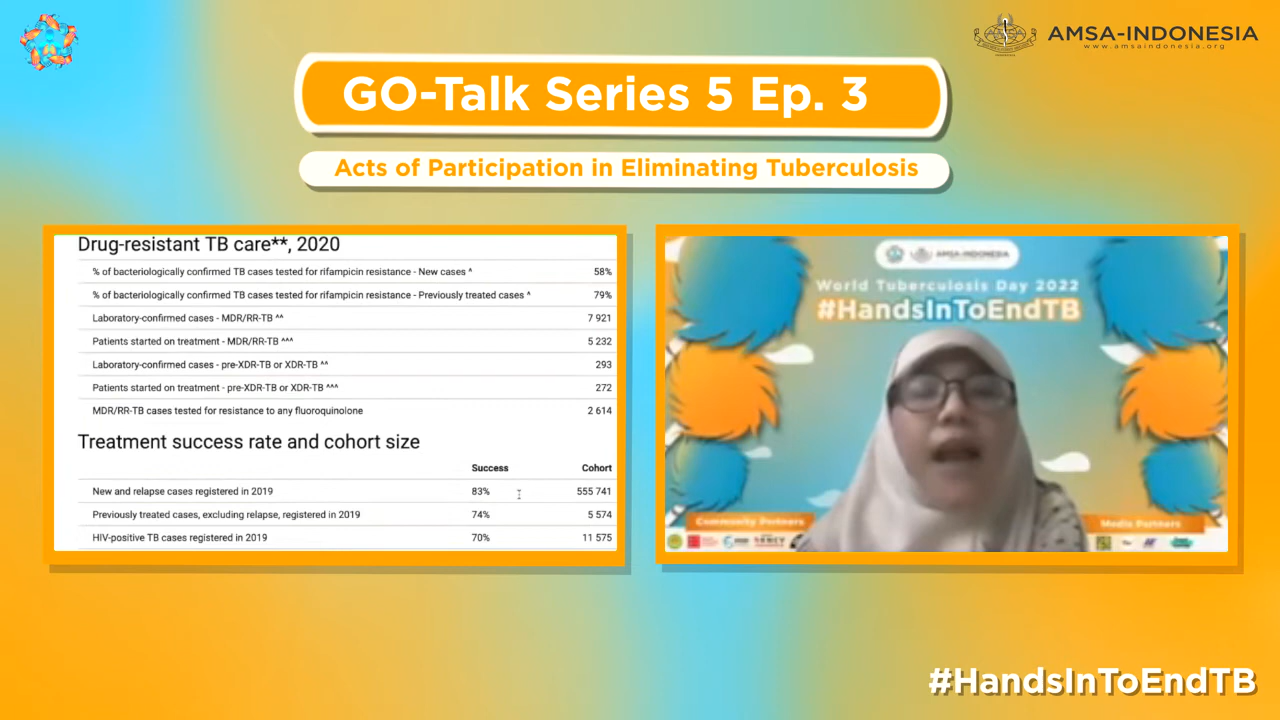 AMSA-INDONESIA
www.amsaindonesia.org
GO-Talk Series 5 Ep. 3
Acts of Participation in Eliminating Tuberculosis
Drug-resistant TB care**, 2020
% of bacteriologically confirmed TB cases tested for rifampicin resistance - New cases ^ 58%
% of bacteriologically confirmed TB cases tested for rifampicin resistance - Previously treated cases ^ 79%
Laboratory-confirmed cases - MDR/RR-TB ^^ 7 921
Patients started on treatment - MDR/RR-TB ^^^ 5 232
Laboratory-confirmed cases - pre-XDR-TB or XDR-TB ^^ 293
Patients started on treatment - pre-XDR-TB or XDR-TB ^^^ 272
MDR/RR-TB cases tested for resistance to any fluoroquinolone 2 614
Treatment success rate and cohort size
Success Cohort
New and relapse cases registered in 2019 83% 555 741
Previously treated cases, excluding relapse, registered in 2019 74% 5 574
HIV-positive TB cases registered in 2019 70% 11 575
AMSA-INDONESIA
World Tuberculosis Day 2022
#HandsInToEndTB
Community Partners
Media Partners
#HandsInToEndTB